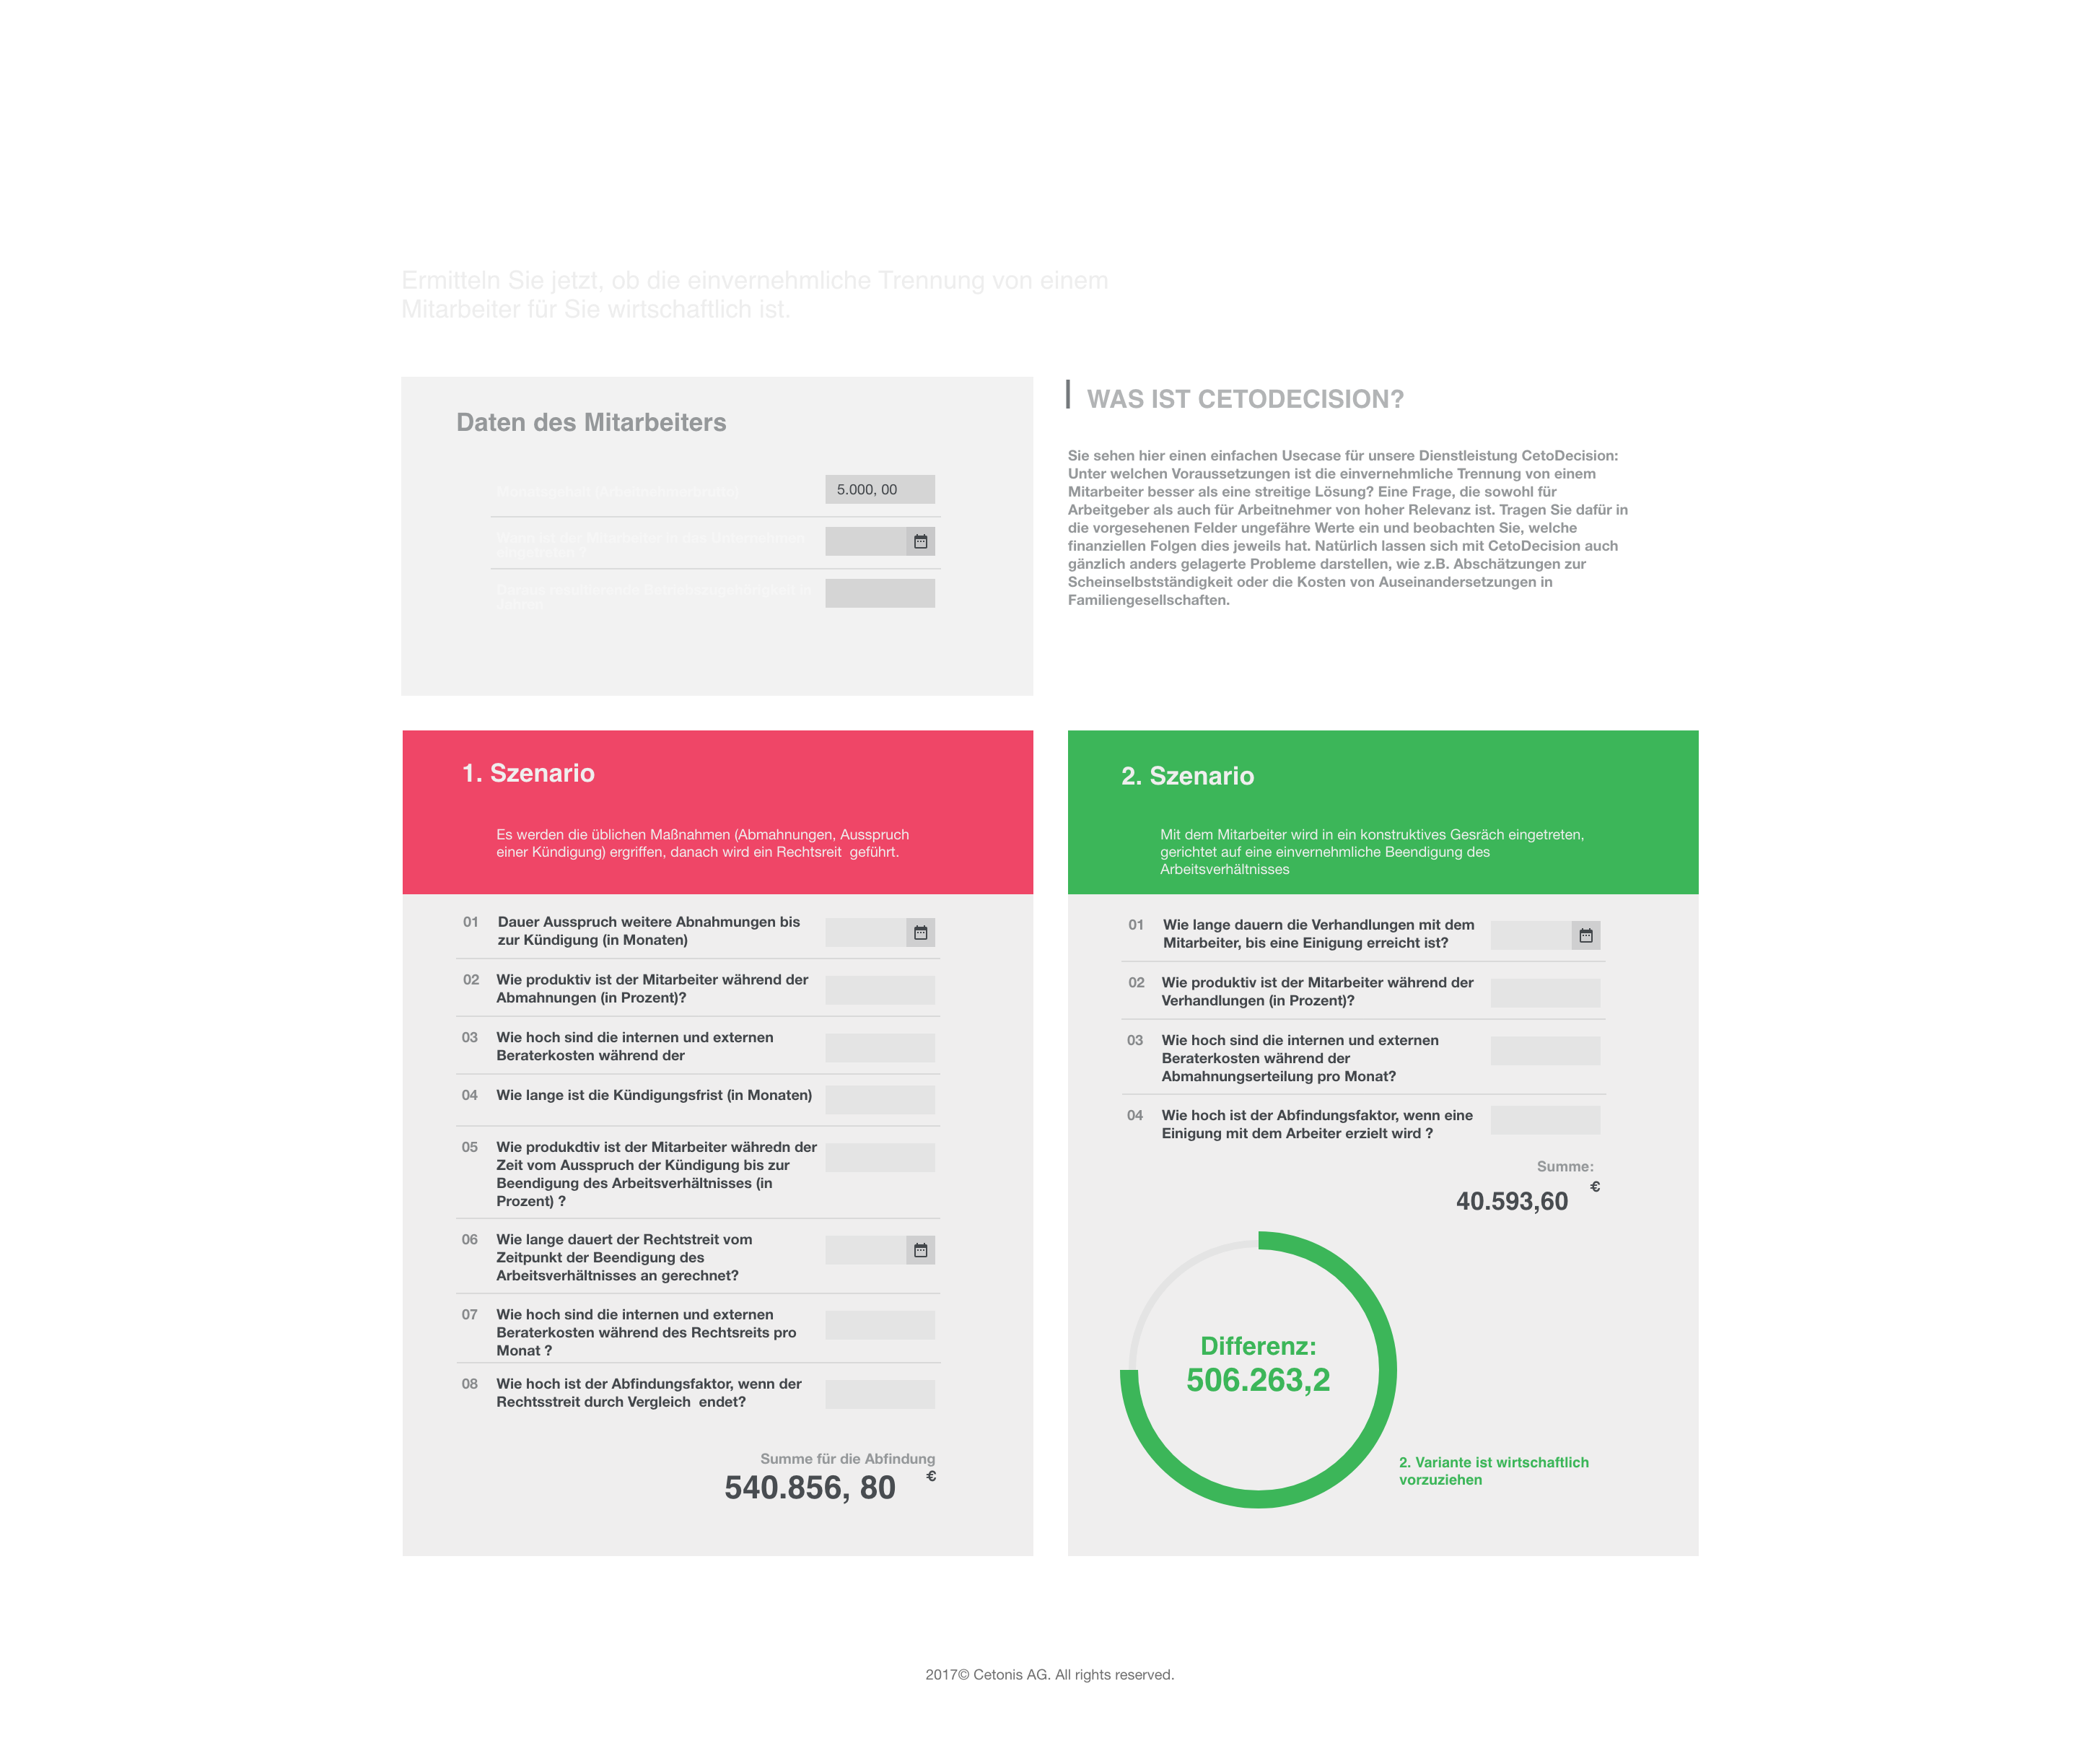 Ermitteln Sie jetzt, ob die einvernehmliche Trennung von einem
Mitarbeiter für Sie wirtschaftlich ist.
Daten des Mitarbeiters
5.000, 00
Wann ist der Mitarbeiter in das Unternehmen
eingetreten ?
Daraus resultierende Betriebszugehörigkeit in
Jahren
WAS IST CETODECISION?
Sie sehen hier einen einfachen Usecase für unsere Dienstleistung CetoDecision:
Unter welchen Voraussetzungen ist die einvernehmliche Trennung von einem
Mitarbeiter besser als eine streitige Lösung? Eine Frage, die sowohl für
Arbeitgeber als auch für Arbeitnehmer von hoher Relevanz ist. Tragen Sie dafür in
die vorgesehenen Felder ungefähre Werte ein und beobachten Sie, welche
finanziellen Folgen dies jeweils hat. Natürlich lassen sich mit CetoDecision auch
gänzlich anders gelagerte Probleme darstellen, wie z.B. Abschätzungen zur
Scheinselbstständigkeit oder die Kosten von Auseinandersetzungen in
Familiengesellschaften.
1. Szenario
Es werden die üblichen Maßnahmen (Abmahnungen, Ausspruch
einer Kündigung) ergriffen, danach wird ein Rechtsreit geführt.
01 Dauer Ausspruch weitere Abnahmungen bis
zur Kündigung (in Monaten)
02 Wie produktiv ist der Mitarbeiter während der
Abmahnungen (in Prozent)?
03 Wie hoch sind die internen und externen
Beraterkosten während der
04 Wie lange ist die Kündigungsfrist (in Monaten)
05 Wie produkdtiv ist der Mitarbeiter währedn der
Zeit vom Ausspruch der Kündigung bis zur
Beendigung des Arbeitsverhältnisses (in
Prozent) ?
06 Wie lange dauert der Rechtstreit vom
Zeitpunkt der Beendigung des
Arbeitsverhältnisses an gerechnet?
07 Wie hoch sind die internen und externen
Beraterkosten während des Rechtsreits pro
Monat ?
08 Wie hoch ist der Abfindungsfaktor, wenn der
Rechtsstreit durch Vergleich endet?
Summe für die Abfindung
540.856, 80 €
2. Szenario
Mit dem Mitarbeiter wird in ein konstruktives Gespräch eingetreten,
gerichtet auf eine einvernehmliche Beendigung des
Arbeitsverhältnisses
01 Wie lange dauern die Verhandlungen mit dem
Mitarbeiter, bis eine Einigung erreicht ist?
02 Wie produktiv ist der Mitarbeiter während der
Verhandlungen (in Prozent)?
03 Wie hoch sind die internen und externen
Beraterkosten während der
Abmahnungserteilung pro Monat?
04 Wie hoch ist der Abfindungsfaktor, wenn eine
Einigung mit dem Arbeiter erzielt wird ?
Summe:
40.593,60 €
Differenz:
506.263,2
2. Variante ist wirtschaftlich
vorzuziehen
2017© Cetonis AG. All rights reserved.